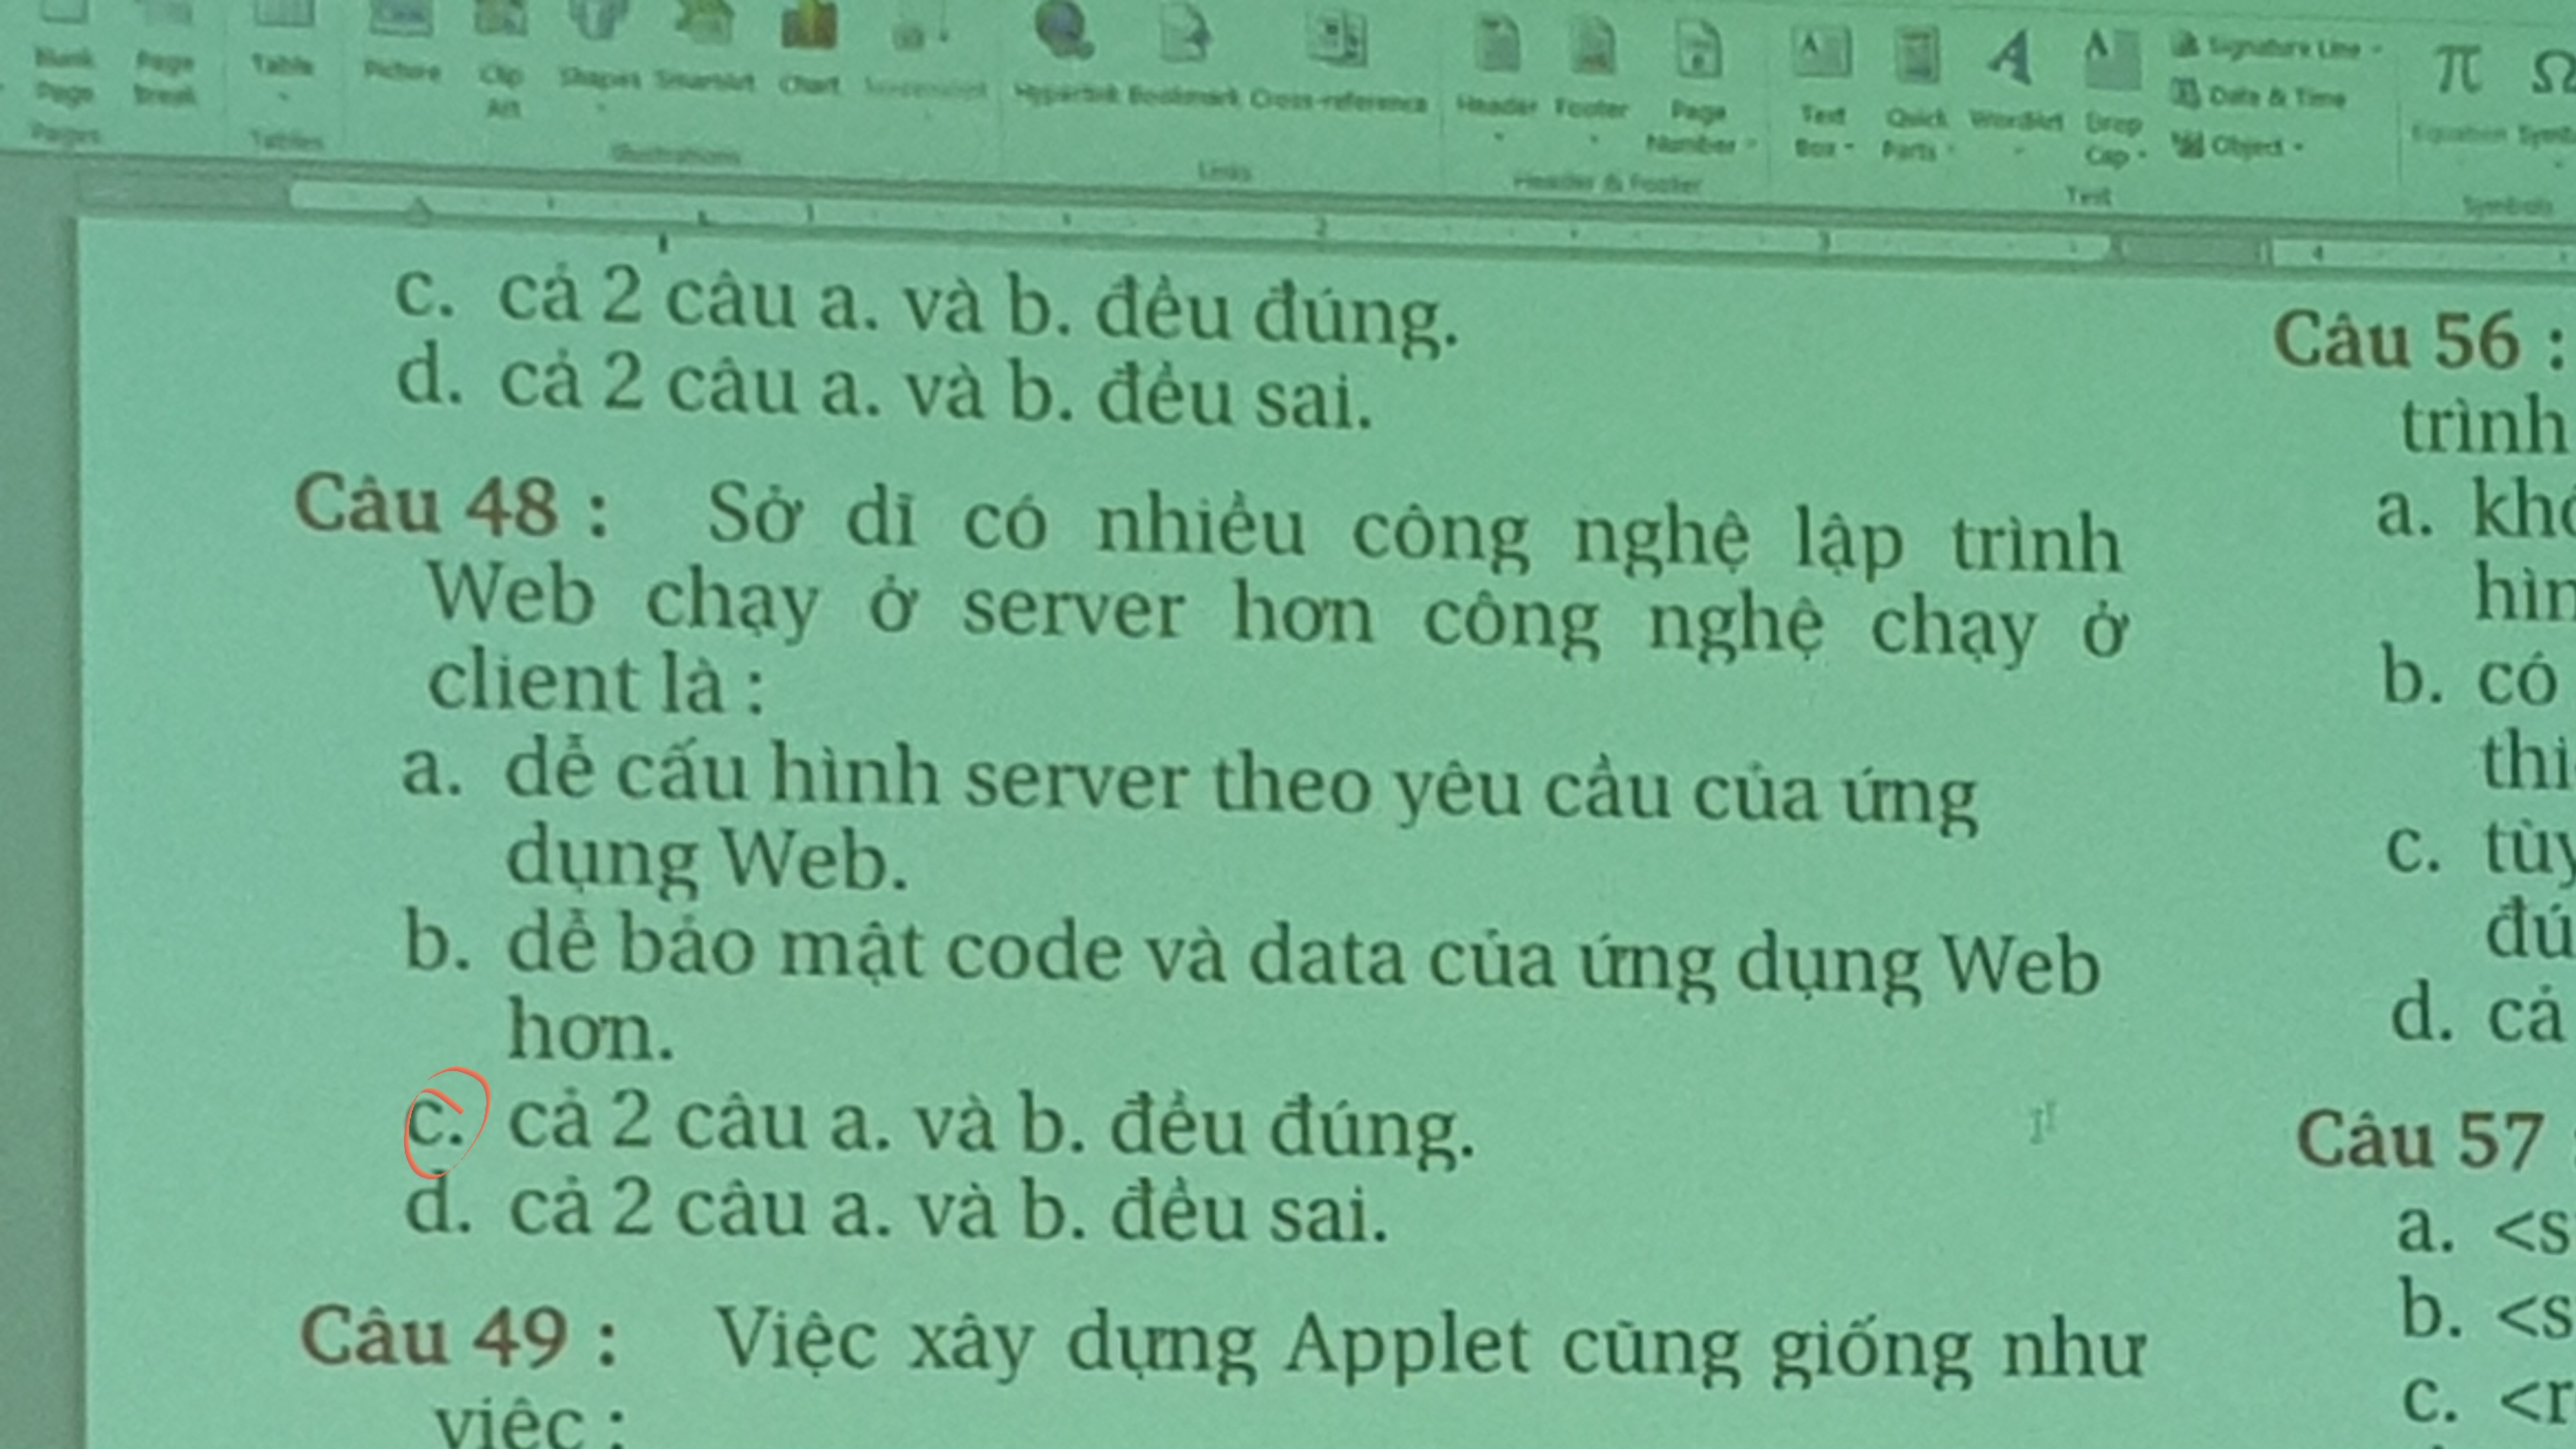 Blank Page
Page Break
Table
Picture
Clip Art
Shapes
SmartArt
Chart
Screenshot
Hyperlink
Bookmark
Cross-reference
Header
Footer
Page Number
Text Box
Quick Parts
WordArt
Drop Cap
Signature Line
Date & Time
Object
π
Ω
Equation
Pages
Tables
Illustrations
Links
Header & Footer
Text
Symbols
1
2
3
4
c. cả 2 câu a. và b. đều đúng.
d. cả 2 câu a. và b. đều sai.
Câu 48 : Sở dĩ có nhiều công nghệ lập trình
Web chạy ở server hơn công nghệ chạy ở
client là :
a. dễ cấu hình server theo yêu cầu của ứng
dụng Web.
b. dễ bảo mật code và data của ứng dụng Web
hơn.
c. cả 2 câu a. và b. đều đúng.
d. cả 2 câu a. và b. đều sai.
Câu 49 : Việc xây dựng Applet cũng giống như
việc :
Câu 56 :
trình
a.
b. có
c.
d. cả
Câu 57
a. <s
b. <s
c. <r